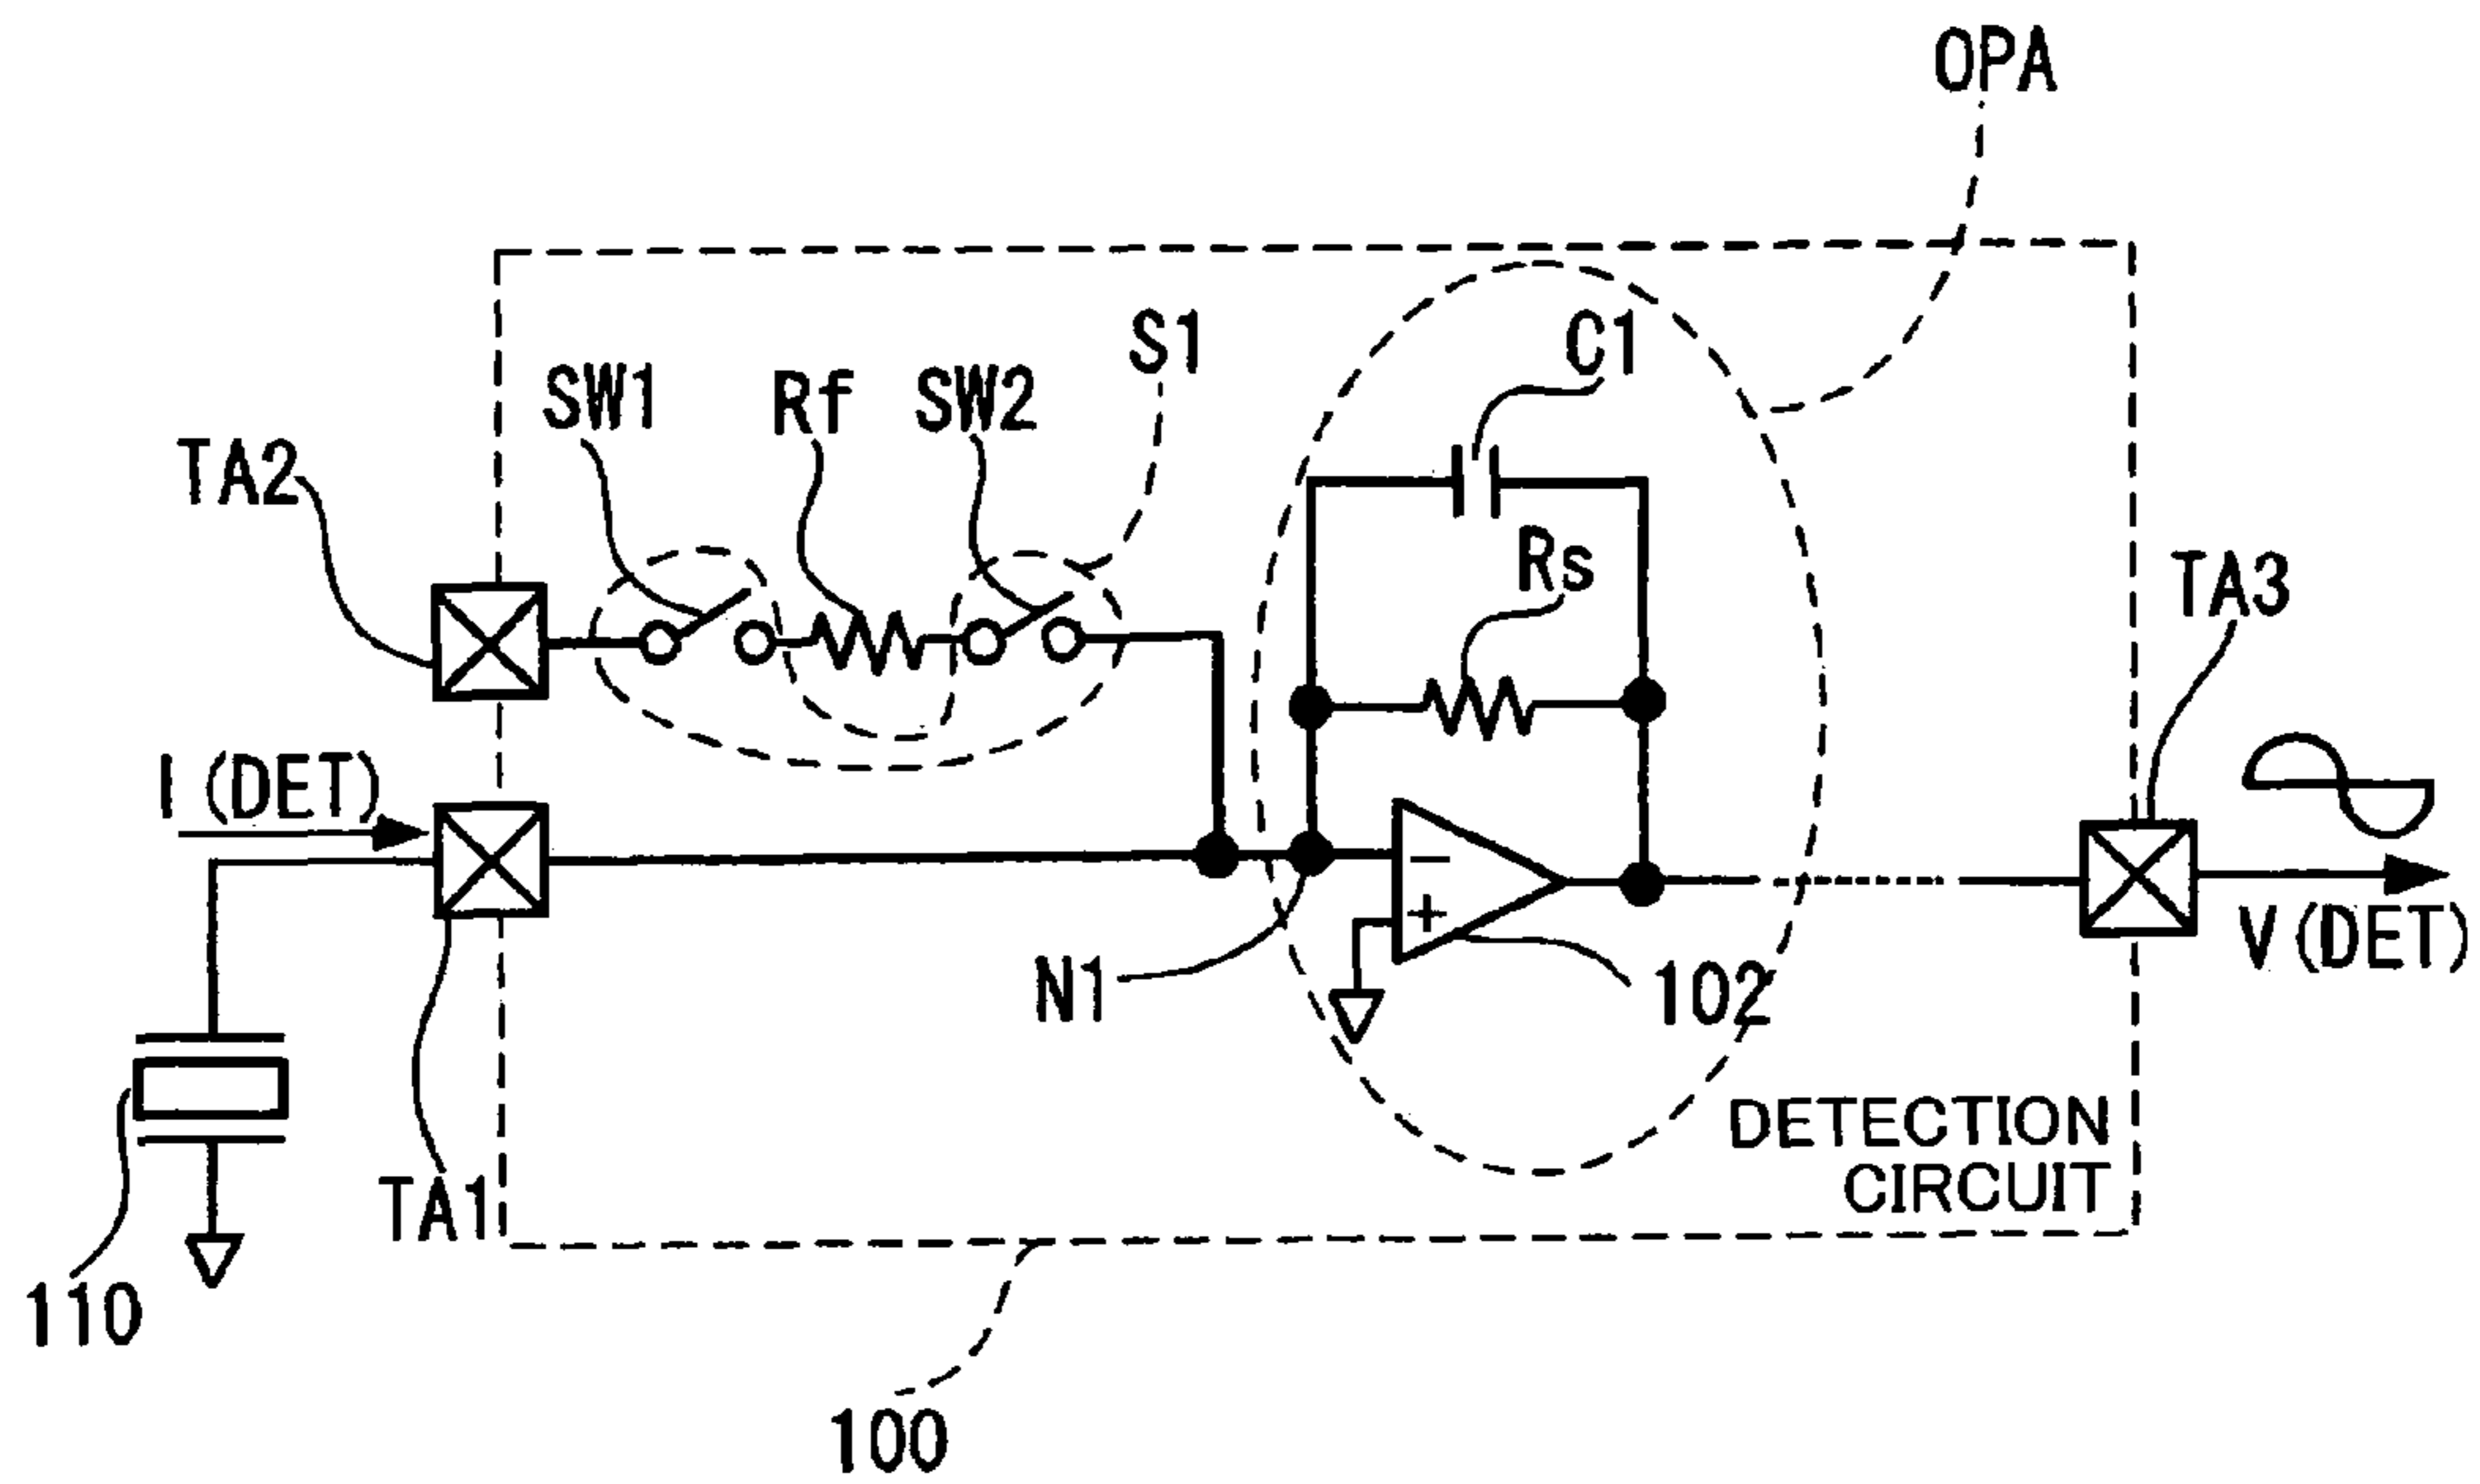 OPA
S1
C1
SW1
Rf
SW2
TA2
Rs
TA3
I (DET)
−
+
V (DET)
N1
102
DETECTION
CIRCUIT
TA1
110
100